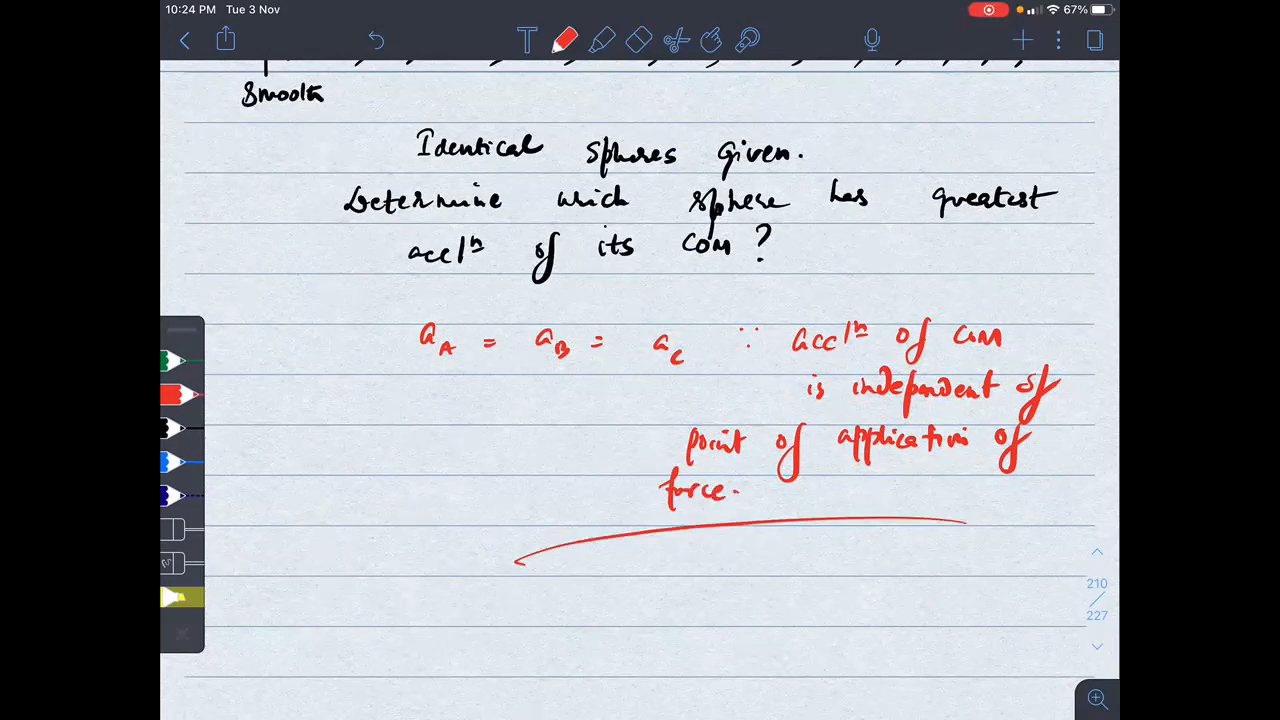 10:24 PM Tue 3 Nov
67%
Smooth
Identical spheres given.
Determine which sphere has greatest
accln of its COM ?
aA = aB = aC ∵ accln of COM
is independent of
point of application of
force.
210
227